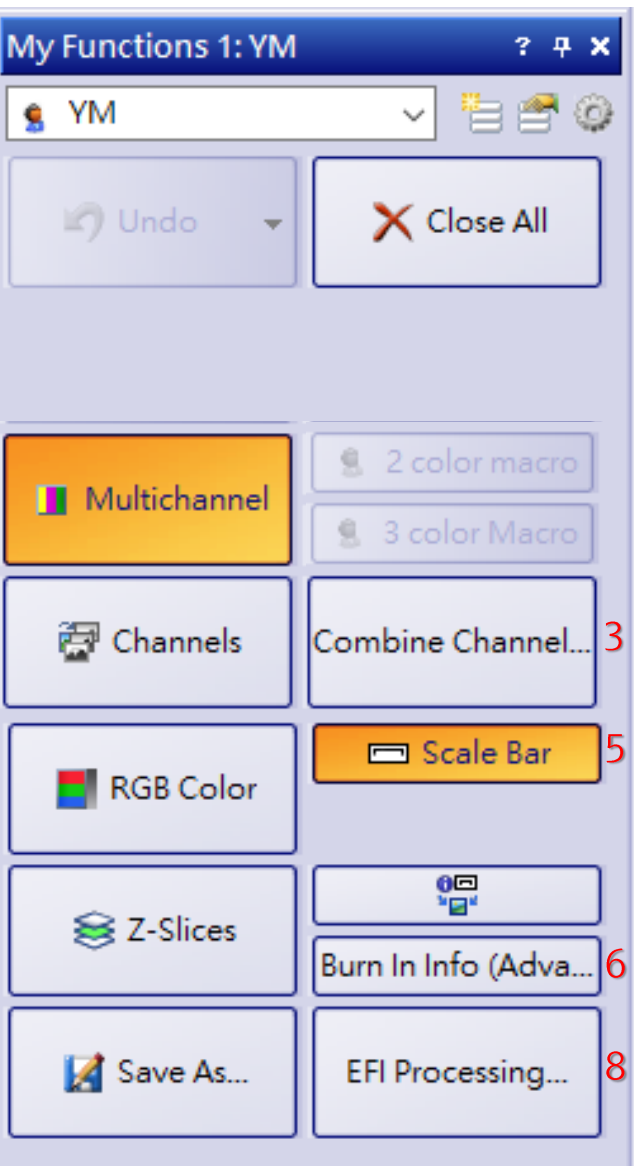 My Functions 1: YM ?
YM
Undo
Close All
Multichannel
2 color macro
3 color Macro
Channels
Combine Channel... 3
RGB Color
Scale Bar 5
Z-Slices
Burn In Info (Adva... 6
Save As...
EFI Processing... 8